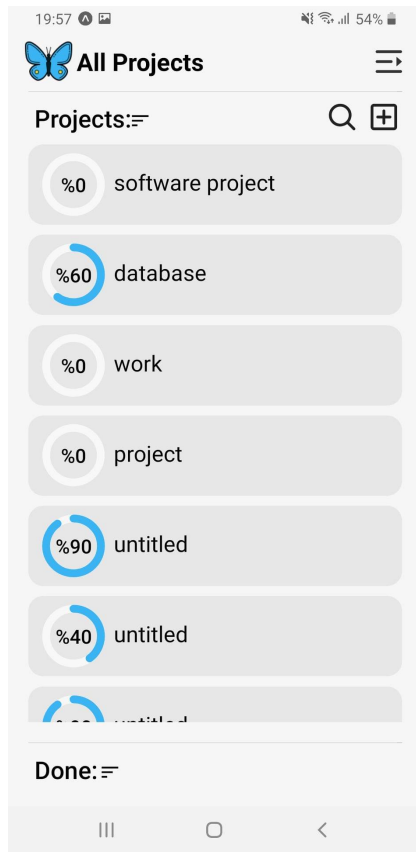 19:57 54%
All Projects
Projects:
%0 software project
%60 database
%0 work
%0 project
%90 untitled
%40 untitled
untitled
Done: